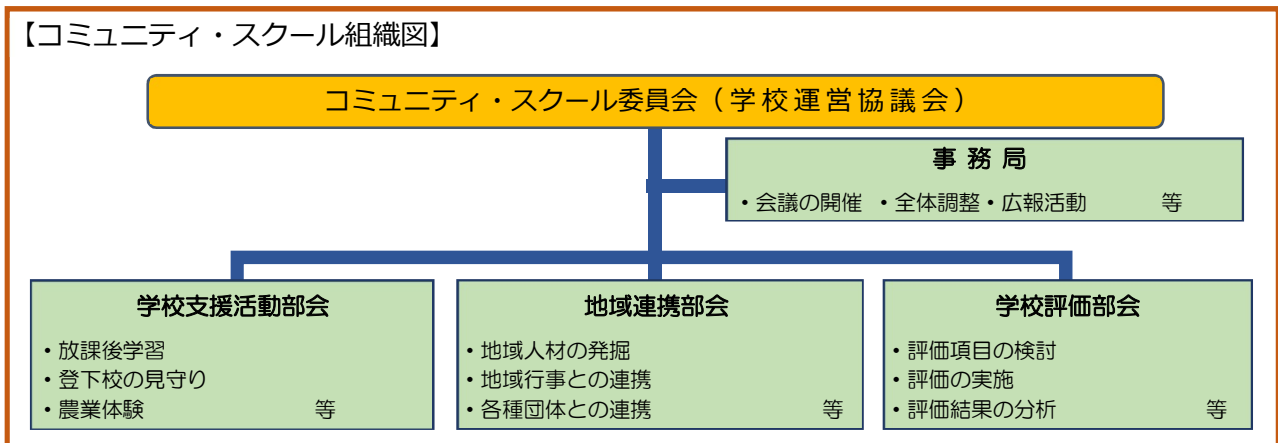 【コミュニティ・スクール組織図】
コミュニティ・スクール委員会（学校運営協議会）
事務局
・会議の開催 ・全体調整・広報活動 等
学校支援活動部会
・放課後学習
・登下校の見守り
・農業体験 等
地域連携部会
・地域人材の発掘
・地域行事との連携
・各種団体との連携 等
学校評価部会
・評価項目の検討
・評価の実施
・評価結果の分析 等